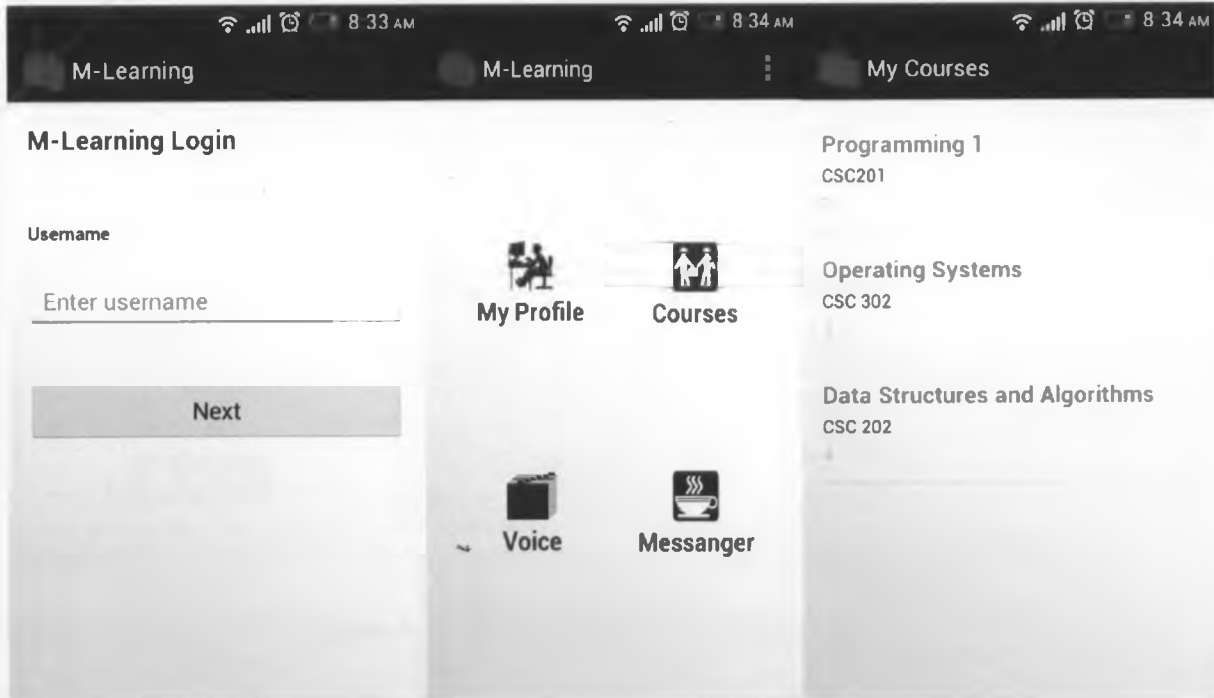 8:33 AM
M-Learning
M-Learning Login
Username
Enter username
Next
8:34 AM
M-Learning
My Profile
Courses
Voice
Messanger
8:34 AM
My Courses
Programming 1
CSC201
Operating Systems
CSC 302
Data Structures and Algorithms
CSC 202